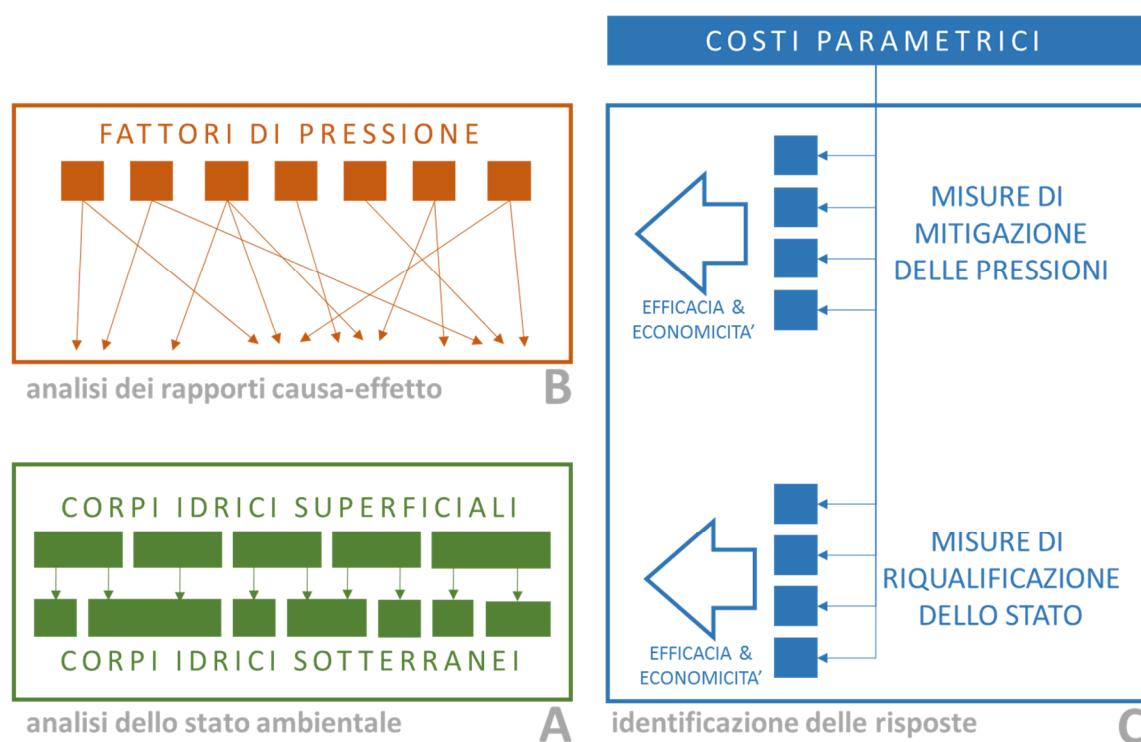 COSTI PARAMETRICI
FATTORI DI PRESSIONE
analisi dei rapporti causa-effetto
B
CORPI IDRICI SUPERFICIALI
CORPI IDRICI SOTTERRANEI
analisi dello stato ambientale
A
MISURE DI
MITIGAZIONE
DELLE PRESSIONI
EFFICACIA &
ECONOMICITA’
MISURE DI
RIQUALIFICAZIONE
DELLO STATO
EFFICACIA &
ECONOMICITA’
identificazione delle risposte
C